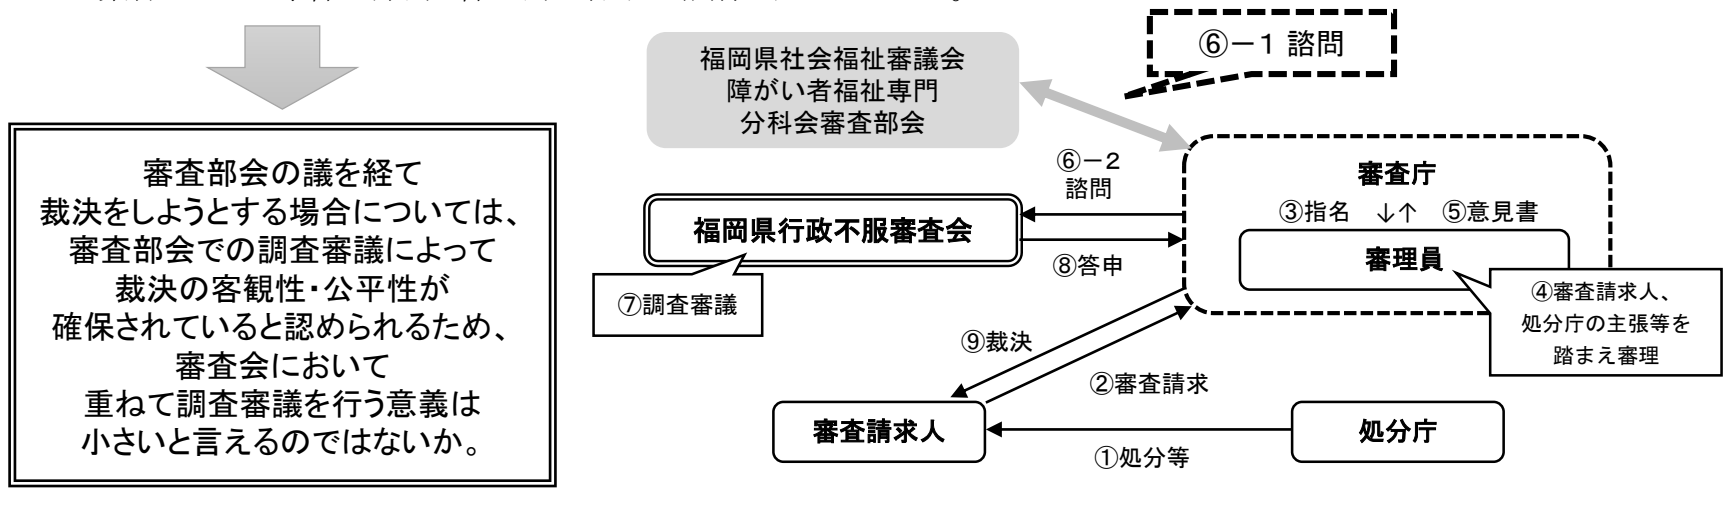 審査部会の議を経て
裁決をしようとする場合については、
審査部会での調査審議によって
裁決の客観性・公平性が
確保されていると認められるため、
審査会において
重ねて調査審議を行う意義は
小さいと言えるのではないか。
⑥－１ 諮問
福岡県社会福祉審議会
障がい者福祉専門
分科会審査部会
⑥－２
諮問
審査庁
③指名 ↓↑ ⑤意見書
審理員
福岡県行政不服審査会
⑧答申
⑦調査審議
④審査請求人、
処分庁の主張等を
踏まえ審理
⑨裁決
②審査請求
審査請求人
処分庁
①処分等